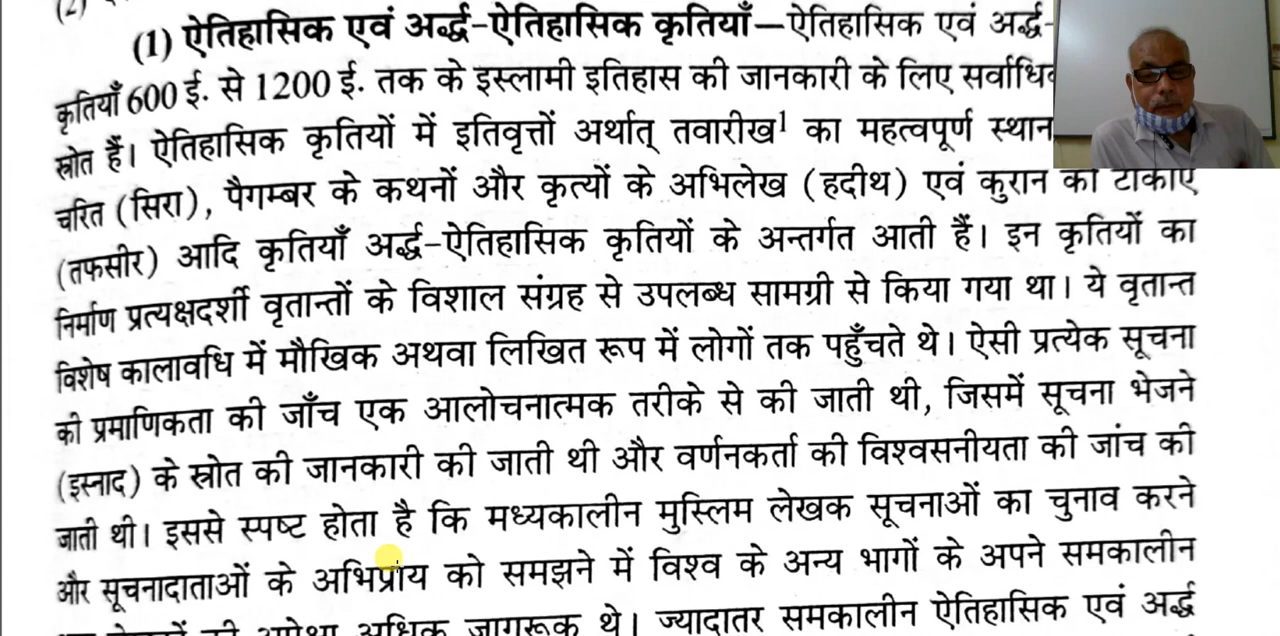 (2)
(1) ऐतिहासिक एवं अर्द्ध-ऐतिहासिक कृतियाँ—ऐतिहासिक एवं अर्द्ध-
कृतियाँ 600 ई. से 1200 ई. तक के इस्लामी इतिहास की जानकारी के लिए
स्रोत हैं। ऐतिहासिक कृतियों में इतिवृत्तों अर्थात् तवारीख¹ का महत्वपूर्ण स्थान
चरित (सिरा), पैगम्बर के कथनों और कृत्यों के अभिलेख (हदीथ) एवं कुरान की टीकाएँ
(तफसीर) आदि कृतियाँ अर्द्ध-ऐतिहासिक कृतियों के अन्तर्गत आती हैं। इन कृतियों का
निर्माण प्रत्यक्षदर्शी वृतान्तों के विशाल संग्रह से उपलब्ध सामग्री से किया गया था। ये वृतान्त
विशेष कालावधि में मौखिक अथवा लिखित रूप में लोगों तक पहुँचते थे। ऐसी प्रत्येक सूचना
की प्रमाणिकता की जाँच एक आलोचनात्मक तरीके से की जाती थी, जिसमें सूचना भेजने
(इस्नाद) के स्रोत की जानकारी की जाती थी और वर्णनकर्ता की विश्वसनीयता की जांच की
जाती थी। इससे स्पष्ट होता है कि मध्यकालीन मुस्लिम लेखक सूचनाओं का चुनाव करने
और सूचनादाताओं के अभिप्राय को समझने में विश्व के अन्य भागों के अपने समकालीन
अधिक जागरूक थे। ज्यादातर समकालीन ऐतिहासिक एवं अर्द्ध